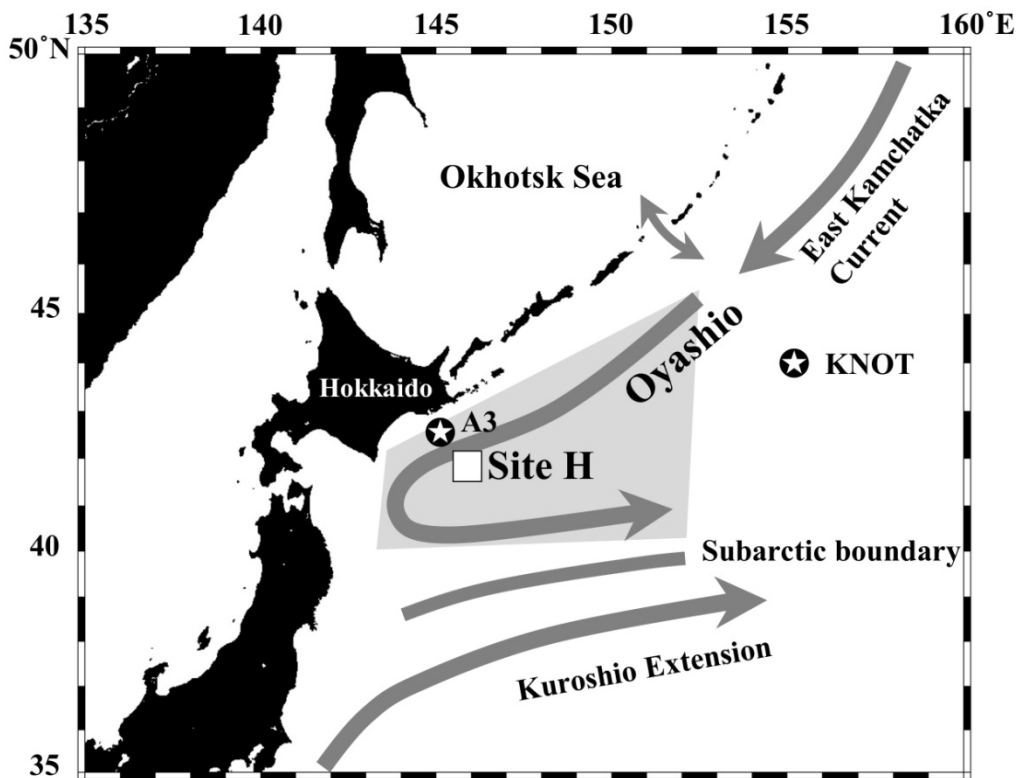 135 140 145 150 155 160˚E
50˚N
Okhotsk Sea
East Kamchatka
Current
45
Oyashio
KNOT
Hokkaido
A3
Site H
40
Subarctic boundary
Kuroshio Extension
35